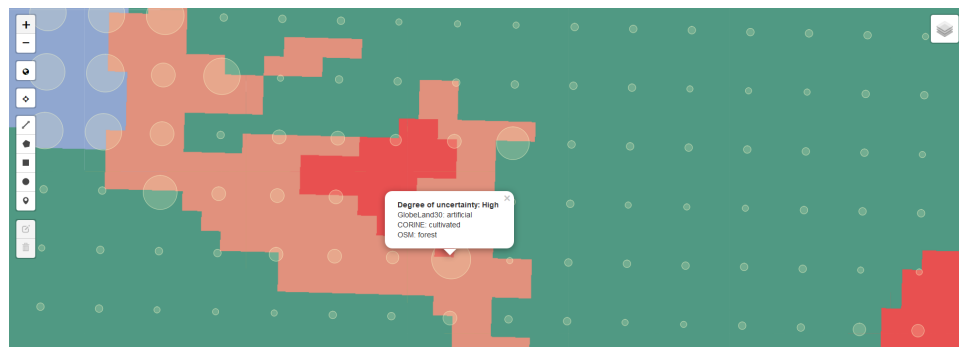 +
−
×
Degree of uncertainty: High
GlobeLand30: artificial
CORINE: cultivated
OSM: forest